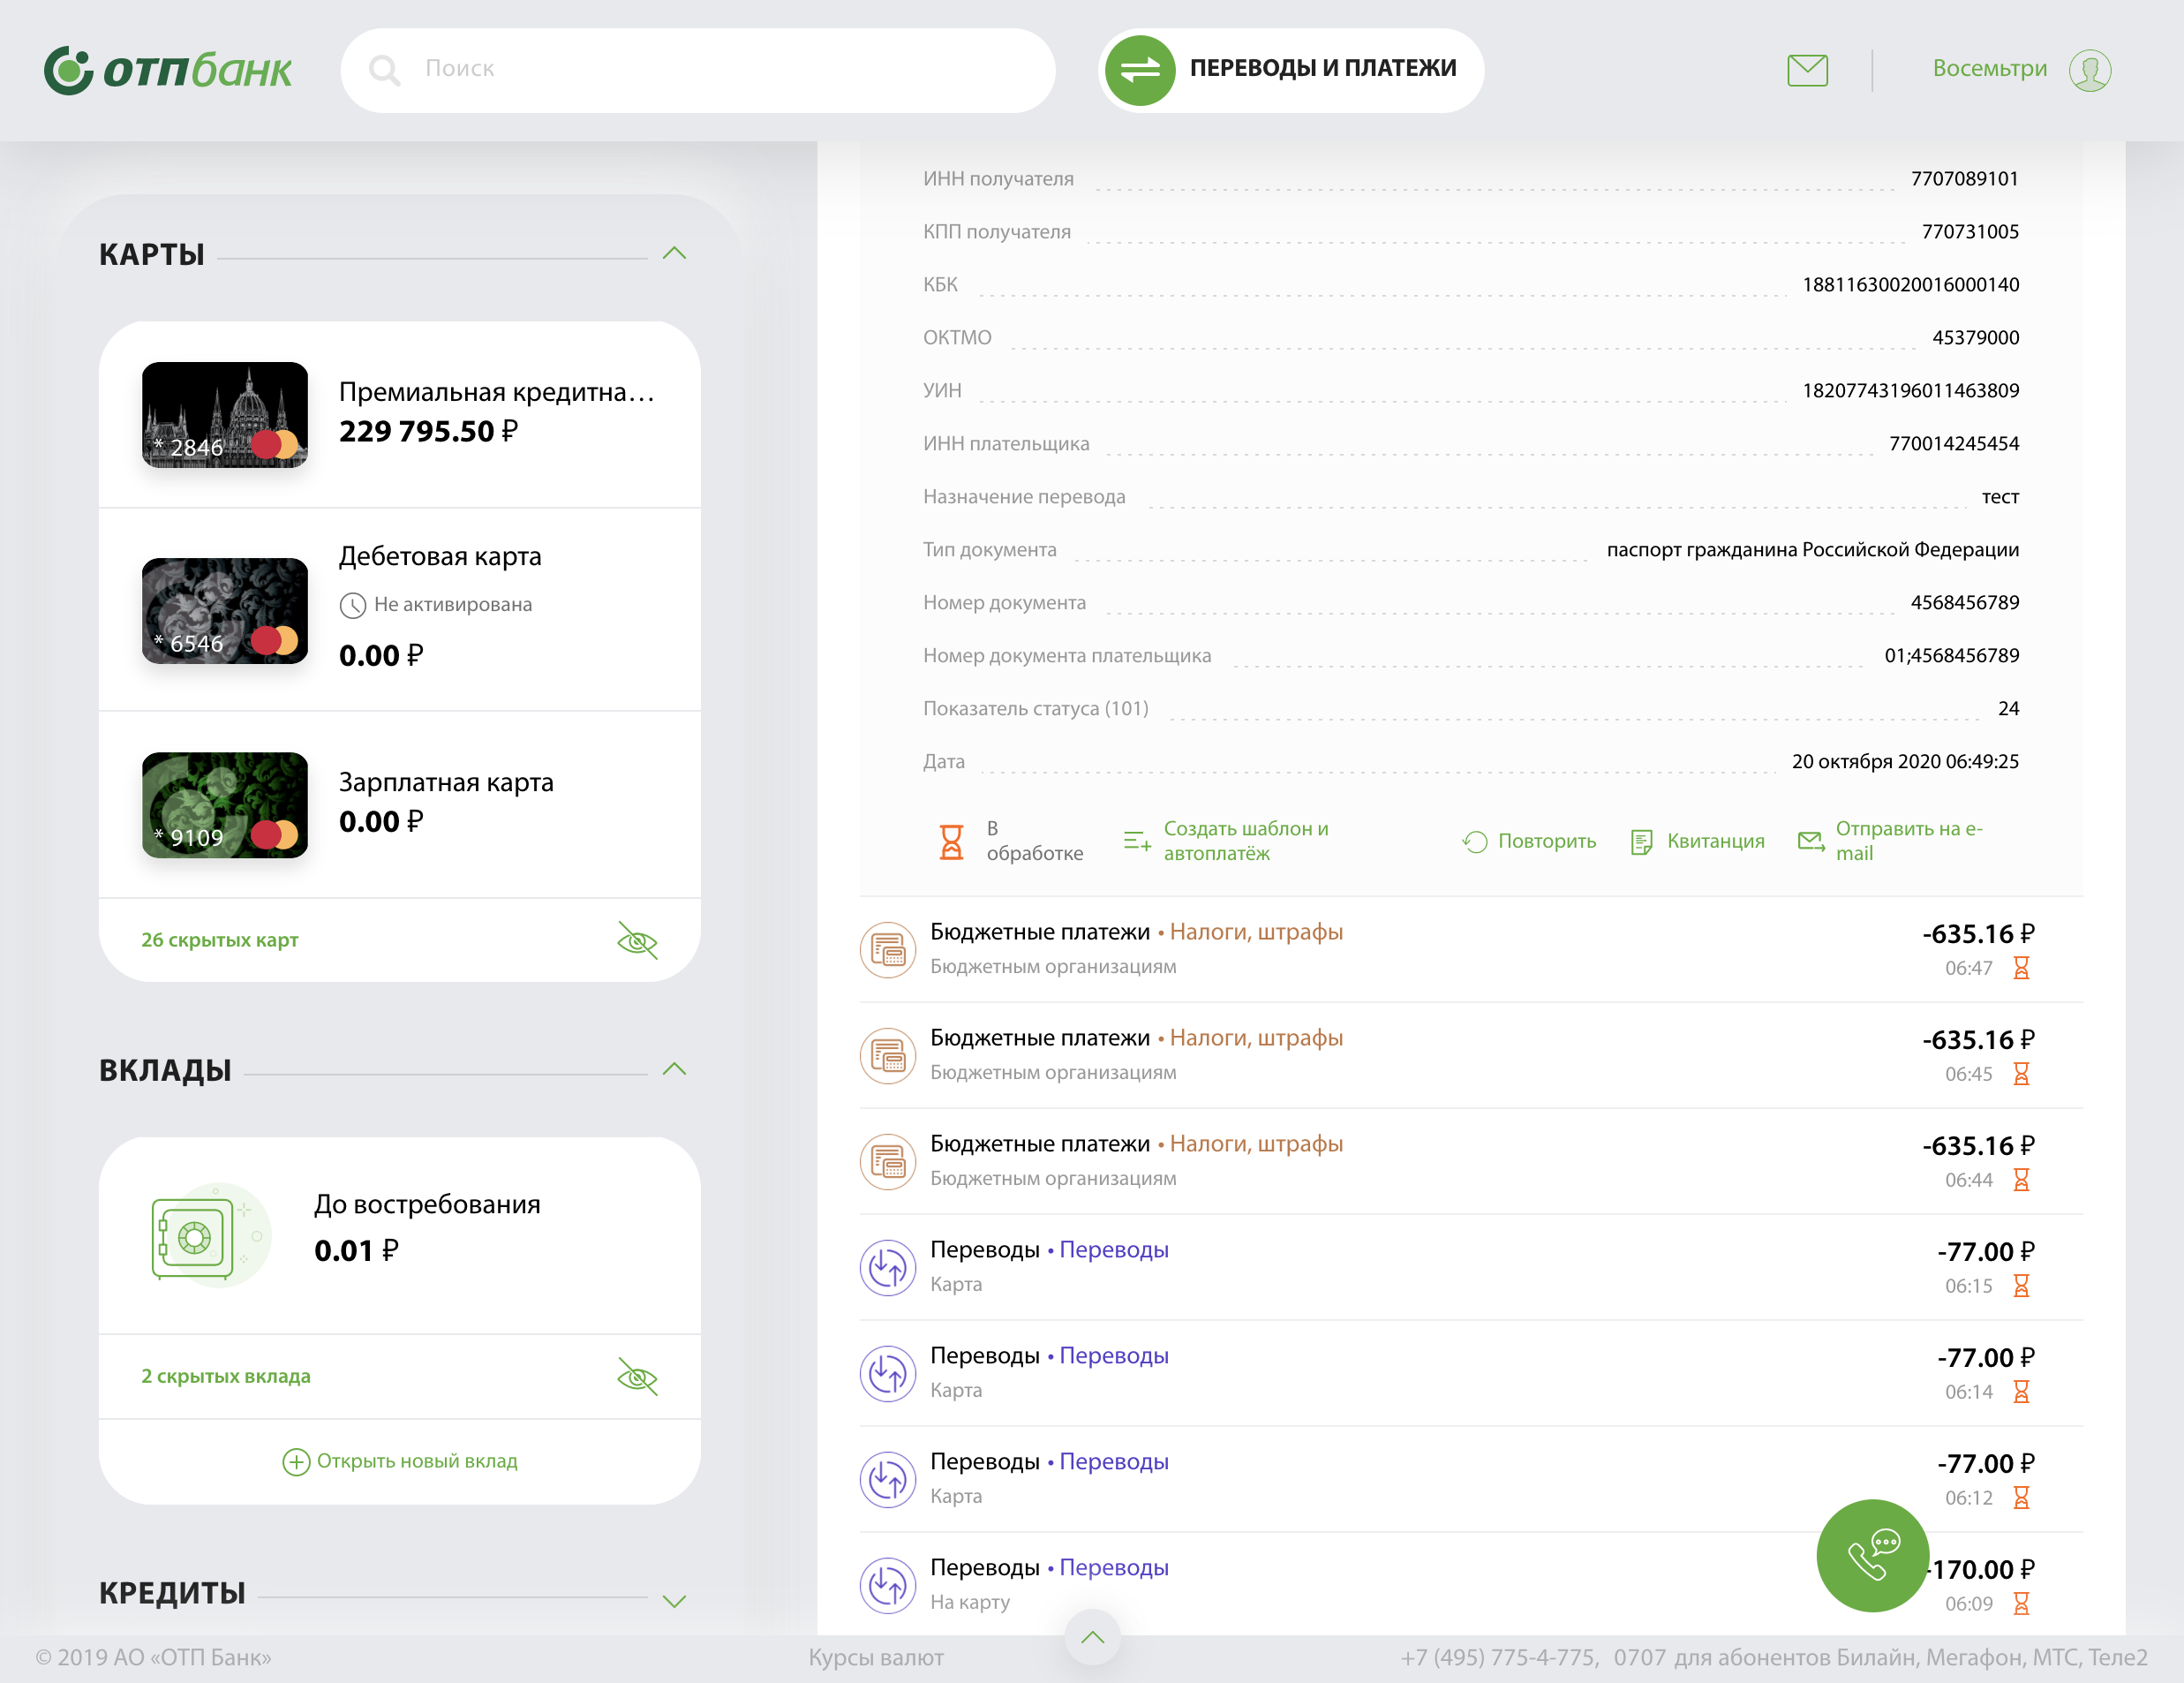 ОТПбанк
Поиск
ПЕРЕВОДЫ И ПЛАТЕЖИ
Восемьтри
КАРТЫ
* 2846
Премиальная кредитна...
229 795.50 ₽
* 6546
Дебетовая карта
Не активирована
0.00 ₽
* 9109
Зарплатная карта
0.00 ₽
26 скрытых карт
ВКЛАДЫ
До востребования
0.01 ₽
2 скрытых вклада
Открыть новый вклад
КРЕДИТЫ
ИНН получателя 7707089101
КПП получателя 770731005
КБК 18811630020016000140
ОКТМО 45379000
УИН 18207743196011463809
ИНН плательщика 770014245454
Назначение перевода тест
Тип документа паспорт гражданина Российской Федерации
Номер документа 4568456789
Номер документа плательщика 01;4568456789
Показатель статуса (101) 24
Дата 20 октября 2020 06:49:25
В
обработке
Создать шаблон и
автоплатёж
Повторить
Квитанция
Отправить на e-
mail
Бюджетные платежи • Налоги, штрафы -635.16 ₽
Бюджетным организациям 06:47
Бюджетные платежи • Налоги, штрафы -635.16 ₽
Бюджетным организациям 06:45
Бюджетные платежи • Налоги, штрафы -635.16 ₽
Бюджетным организациям 06:44
Переводы • Переводы -77.00 ₽
Карта 06:15
Переводы • Переводы -77.00 ₽
Карта 06:14
Переводы • Переводы -77.00 ₽
Карта 06:12
Переводы • Переводы -170.00 ₽
На карту 06:09
© 2019 АО «ОТП Банк»
Курсы валют
+7 (495) 775-4-775, 0707 для абонентов Билайн, Мегафон, МТС, Теле2